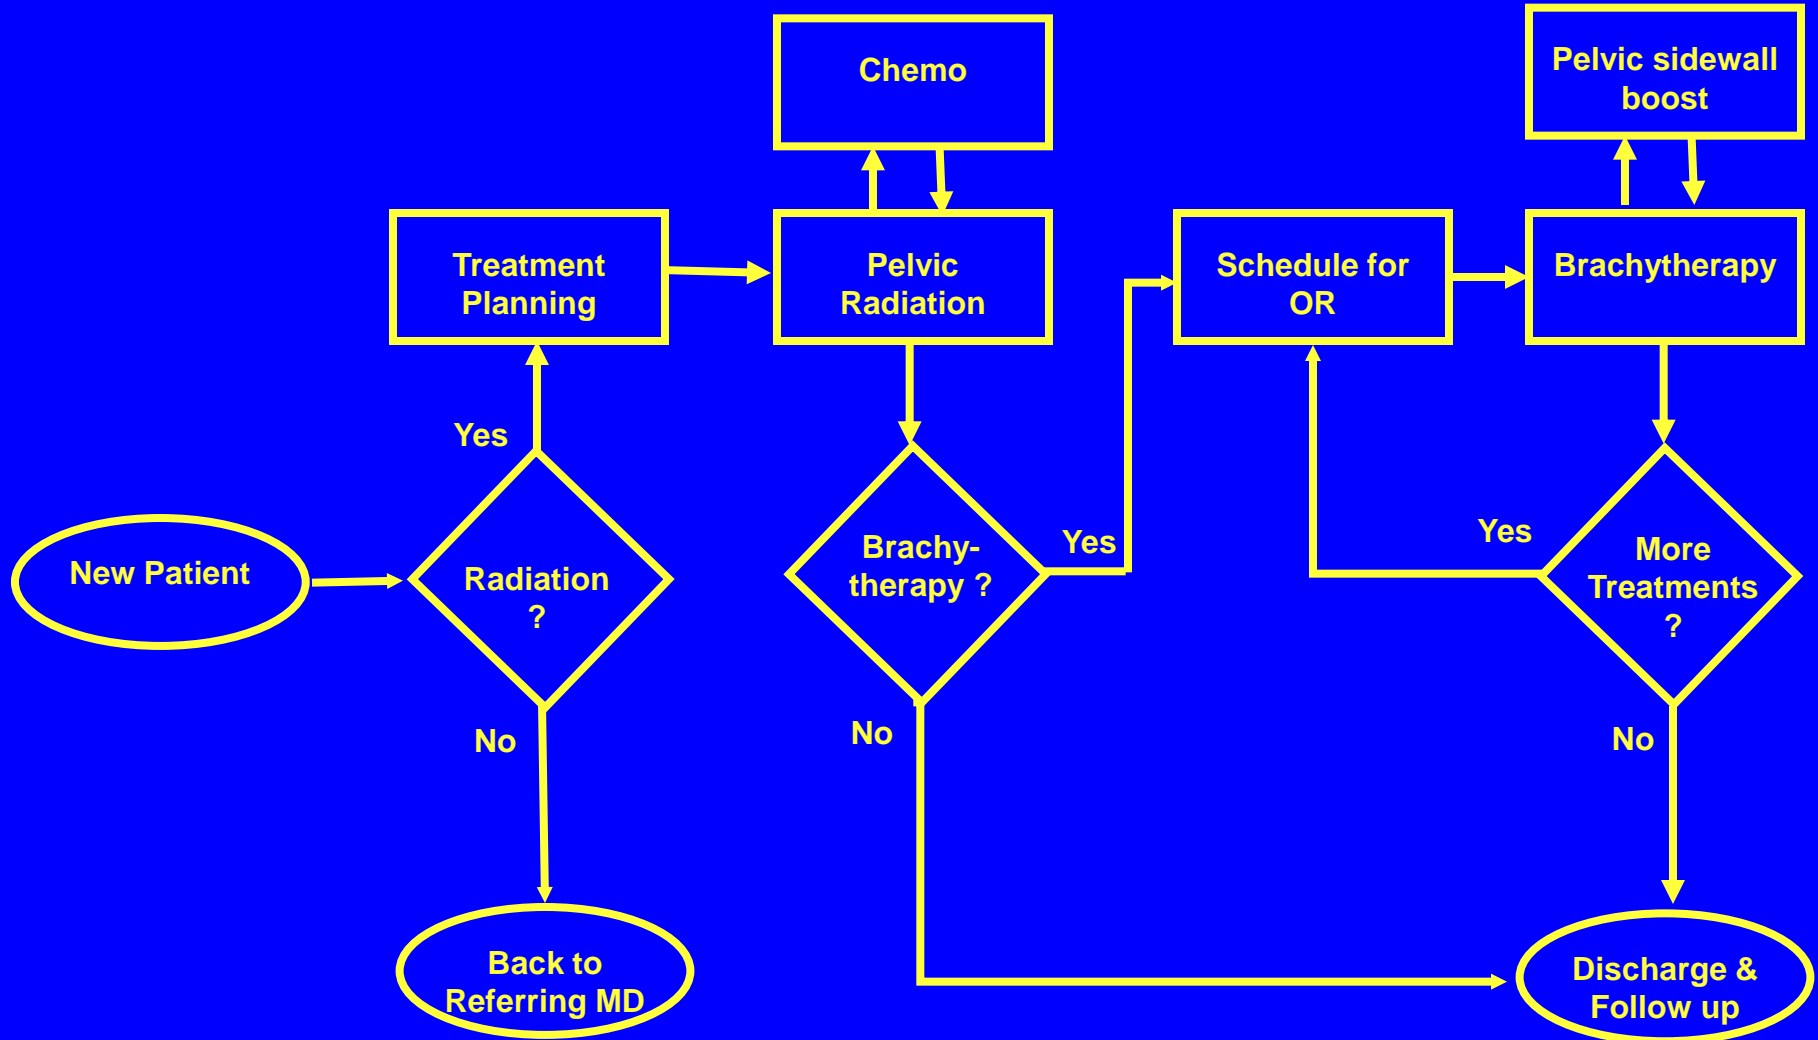 Chemo
Pelvic sidewall
boost
Treatment
Planning
Pelvic
Radiation
Schedule for
OR
Brachytherapy
Yes
New Patient
Radiation
?
Brachy-
therapy ?
Yes
Yes
More
Treatments
?
No
No
No
Back to
Referring MD
Discharge &
Follow up